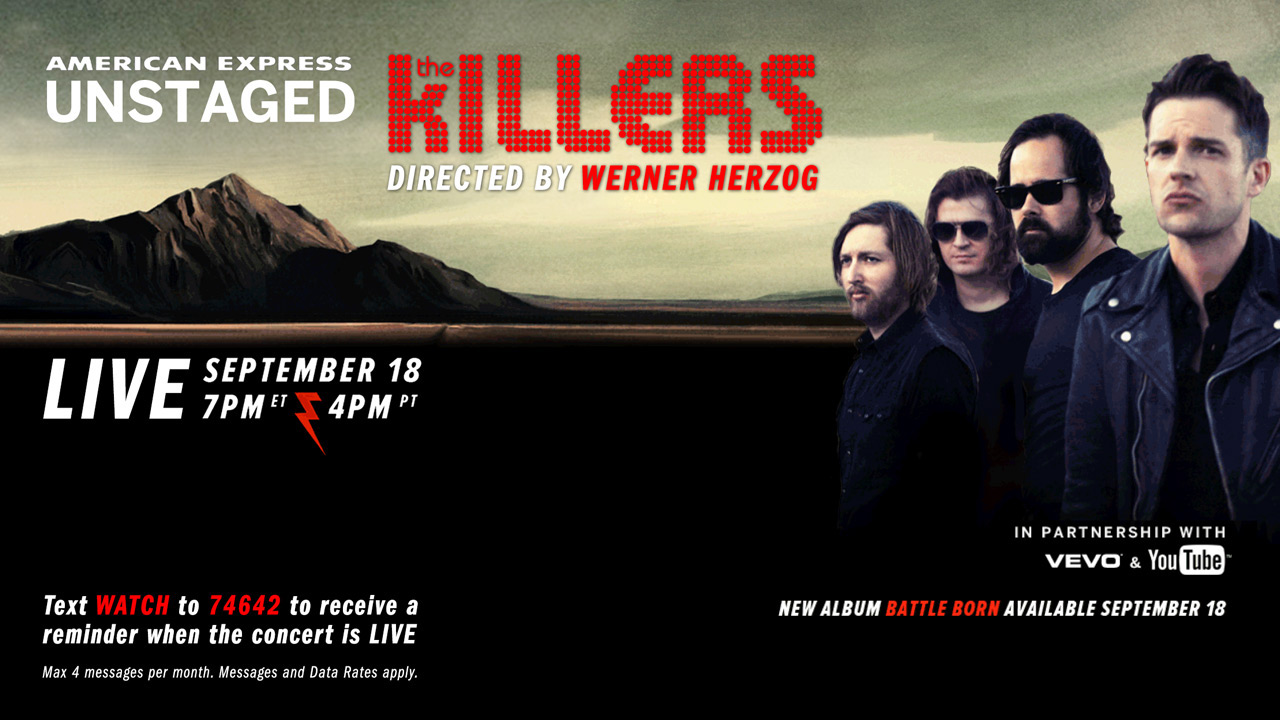 AMERICAN EXPRESS
UNSTAGED
the KILLERS
DIRECTED BY WERNER HERZOG
LIVE SEPTEMBER 18
7PM ET 4PM PT
IN PARTNERSHIP WITH
VEVO & YouTube™
NEW ALBUM BATTLE BORN AVAILABLE SEPTEMBER 18
Text WATCH to 74642 to receive a
reminder when the concert is LIVE
Max 4 messages per month. Messages and Data Rates apply.